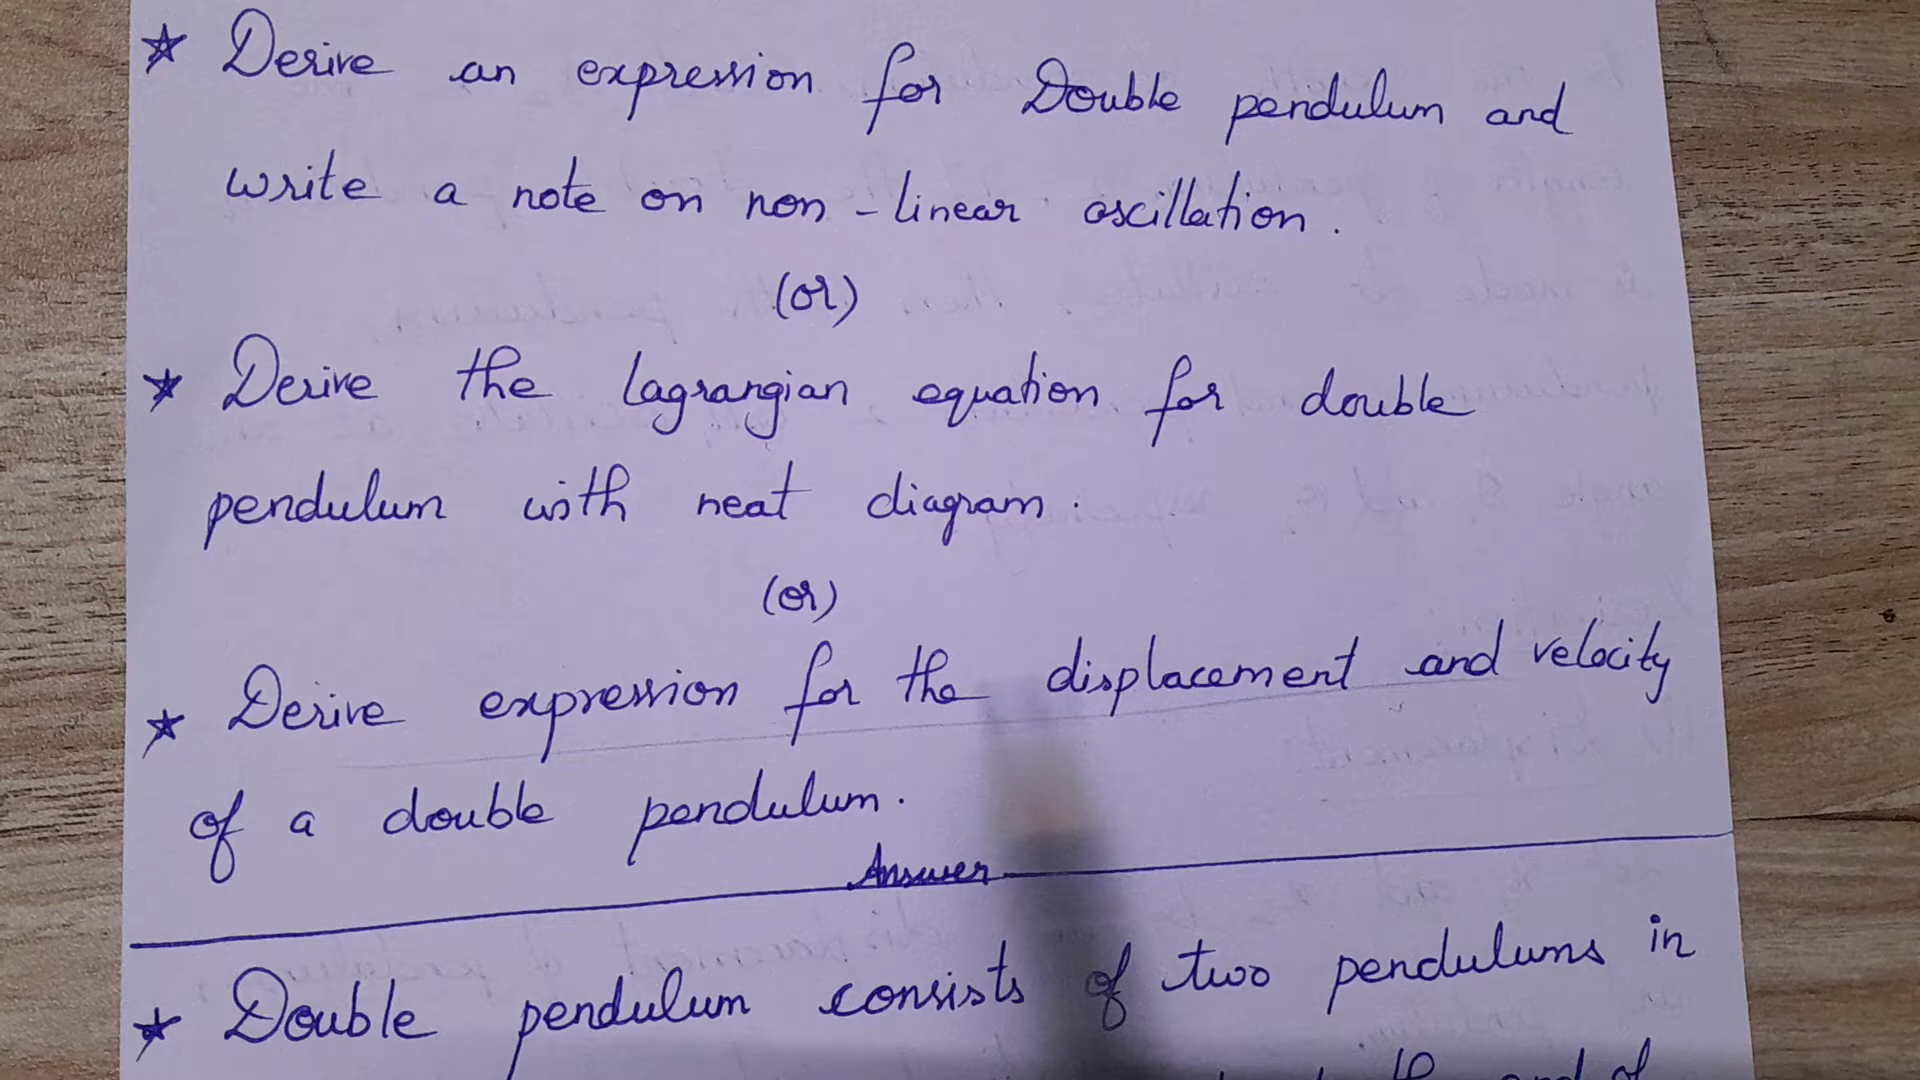 ★ Derive an expression for Double pendulum and
write a note on non-linear oscillation.
(or)
★ Derive the Lagrangian equation for double
pendulum with neat diagram.
(or)
★ Derive expression for the displacement and velocity
of a double pendulum.
Answer
★ Double pendulum consists of two pendulums in
end of